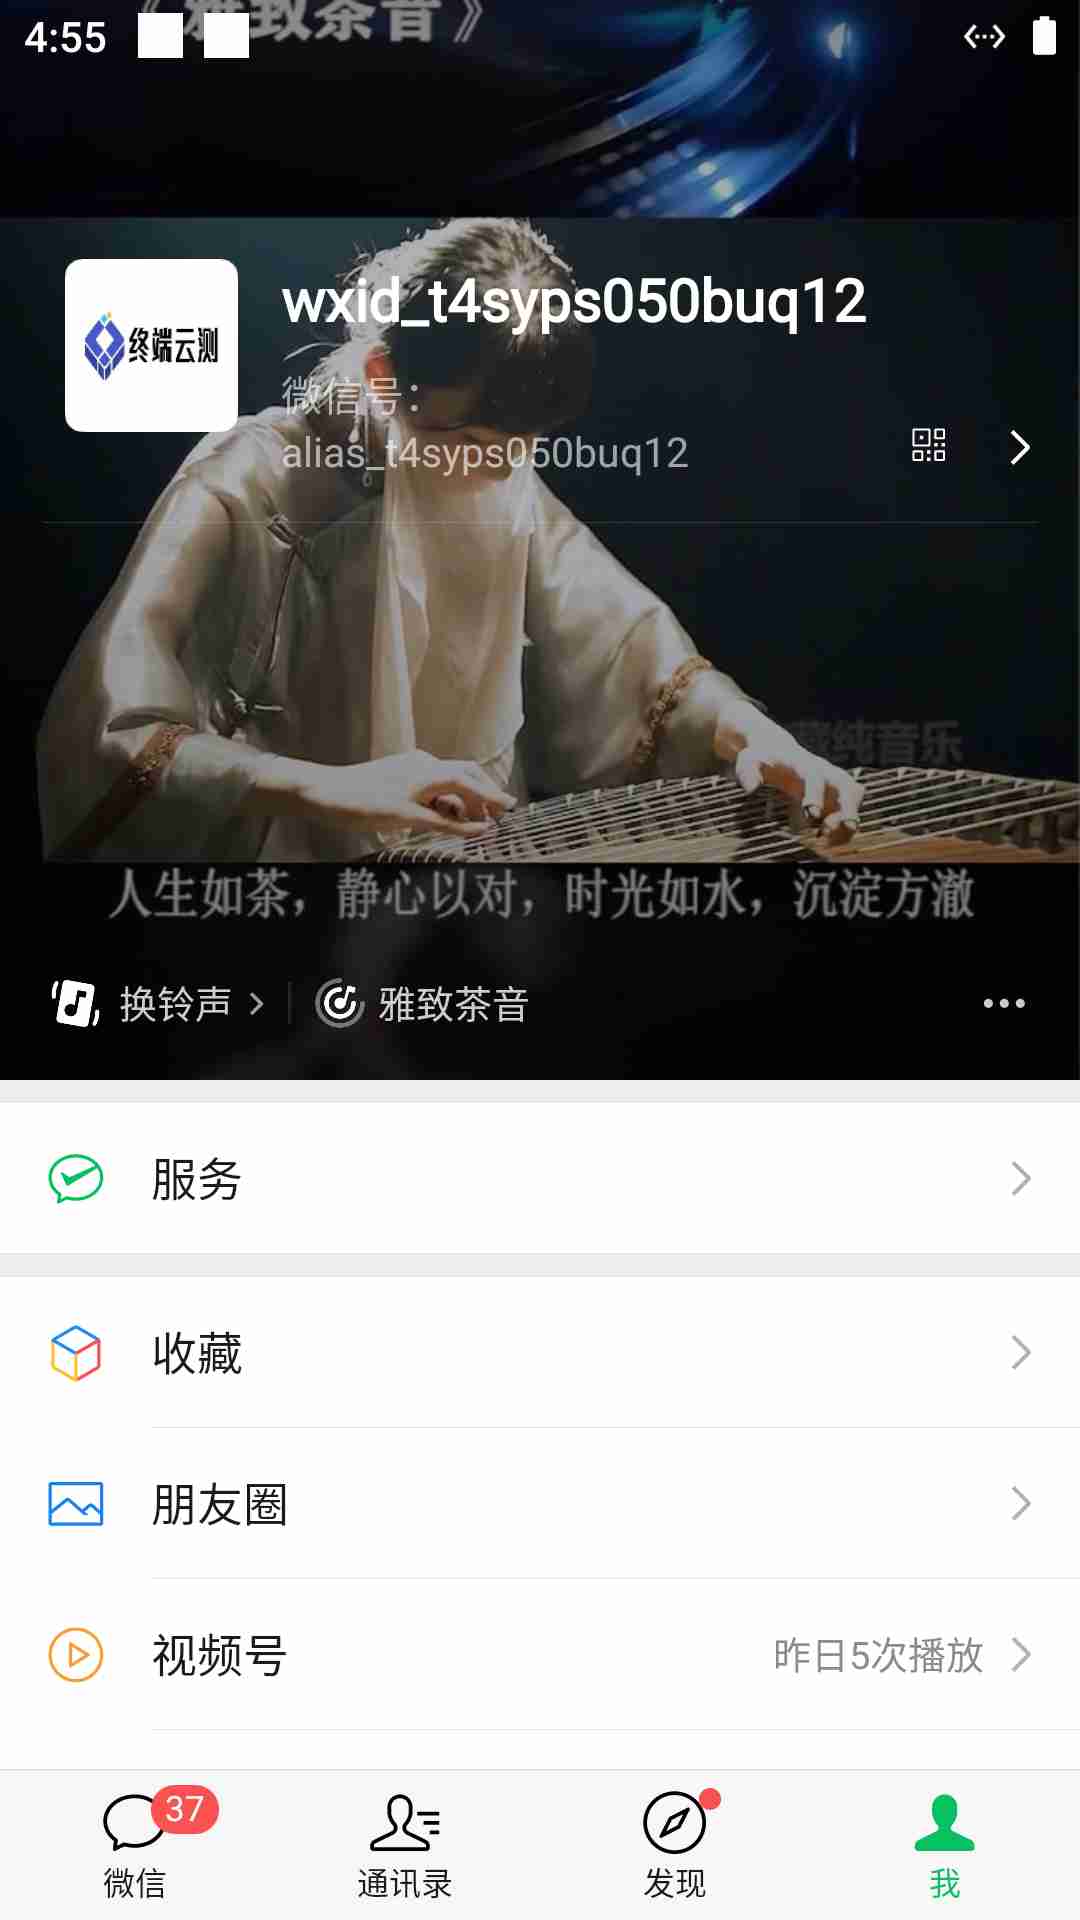 《雅致茶音》
4:55
终端云测
wxid_t4syps050buq12
微信号：
alias_t4syps050buq12
藏纯音乐
人生如茶，静心以对，时光如水，沉淀方澈
换铃声
雅致茶音
服务
收藏
朋友圈
视频号
昨日5次播放
37
微信
通讯录
发现
我